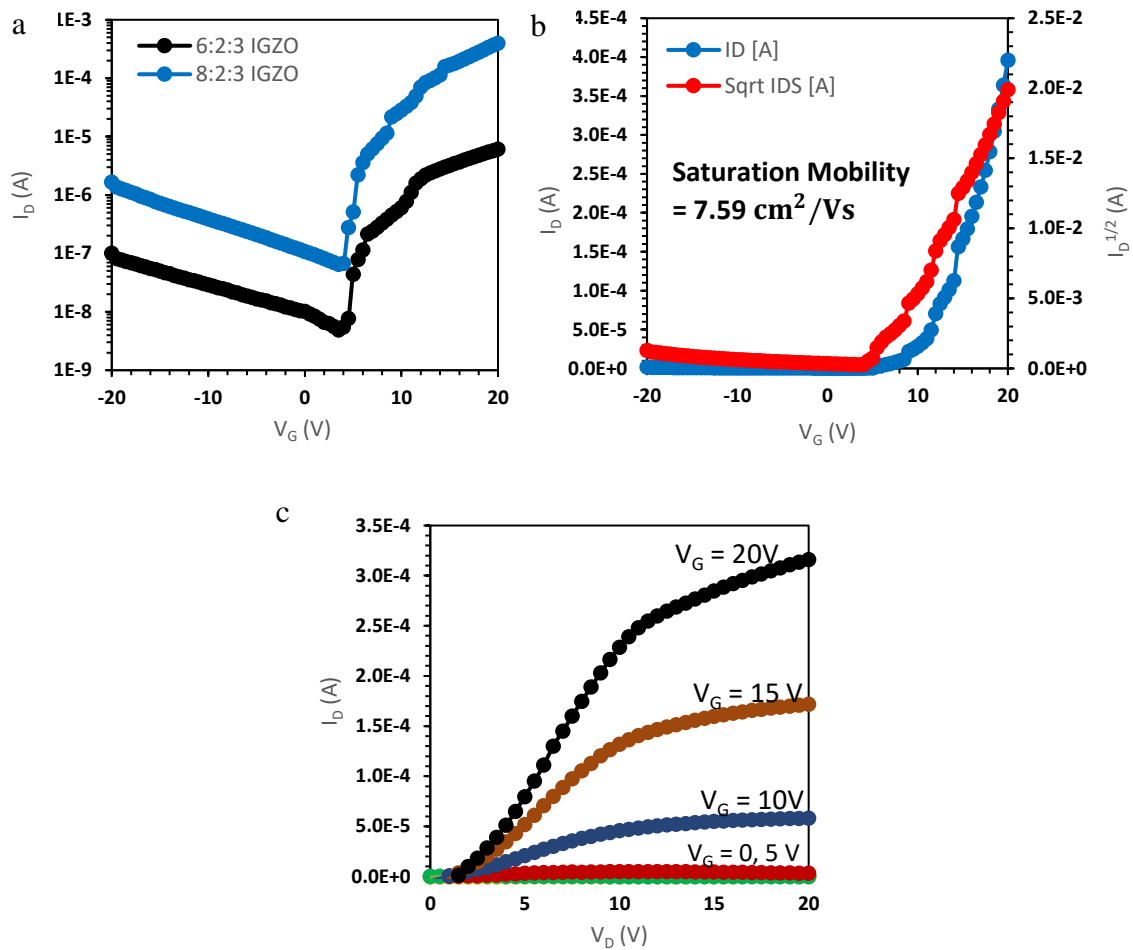 a
1E-3
1E-4
1E-5
1E-6
1E-7
1E-8
1E-9
I_D (A)
6:2:3 IGZO
8:2:3 IGZO
-20 -10 0 10 20
V_G (V)
b
4.5E-4
4.0E-4
3.5E-4
3.0E-4
2.5E-4
2.0E-4
1.5E-4
1.0E-4
5.0E-5
0.0E+0
I_D (A)
ID [A]
Sqrt IDS [A]
Saturation Mobility
= 7.59 cm²/Vs
2.5E-2
2.0E-2
1.5E-2
1.0E-2
5.0E-3
0.0E+0
I_D^1/2 (A)
-20 -10 0 10 20
V_G (V)
c
3.5E-4
3.0E-4
2.5E-4
2.0E-4
1.5E-4
1.0E-4
5.0E-5
0.0E+0
I_D (A)
V_G = 20V
V_G = 15 V
V_G = 10V
V_G = 0, 5 V
0 5 10 15 20
V_D (V)